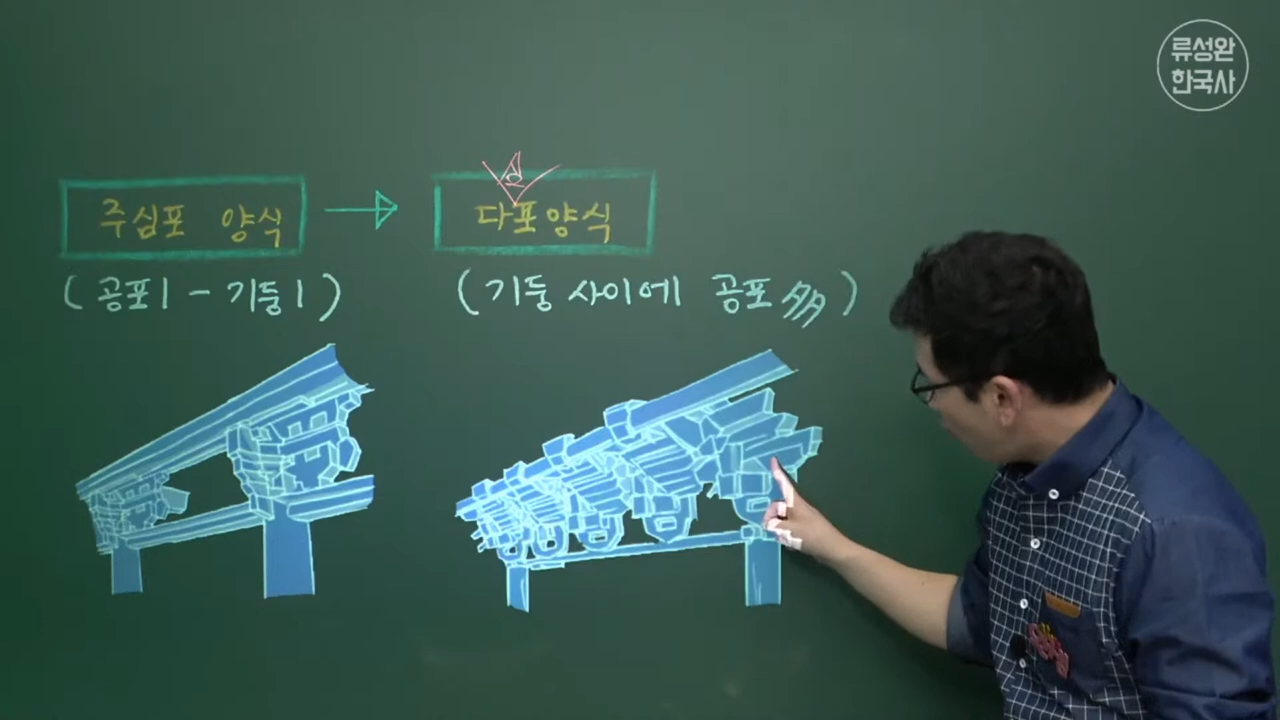 류성완
한국사
성
주심포 양식
다포양식
(공포1-기둥1)
(기둥 사이에 공포多)